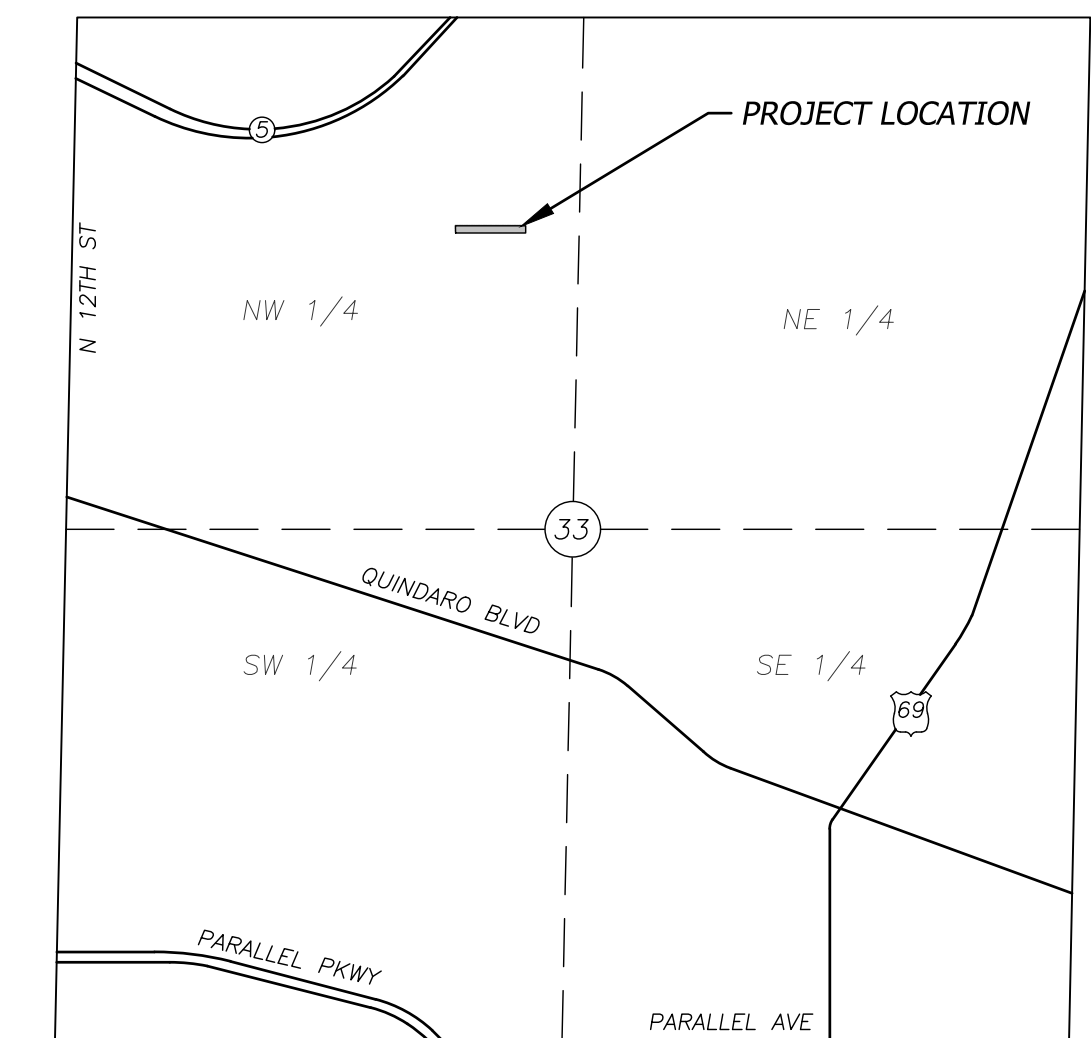 PROJECT LOCATION
5
N 12TH ST
NW 1/4
NE 1/4
33
QUINDARO BLVD
SW 1/4
SE 1/4
69
PARALLEL PKWY
PARALLEL AVE